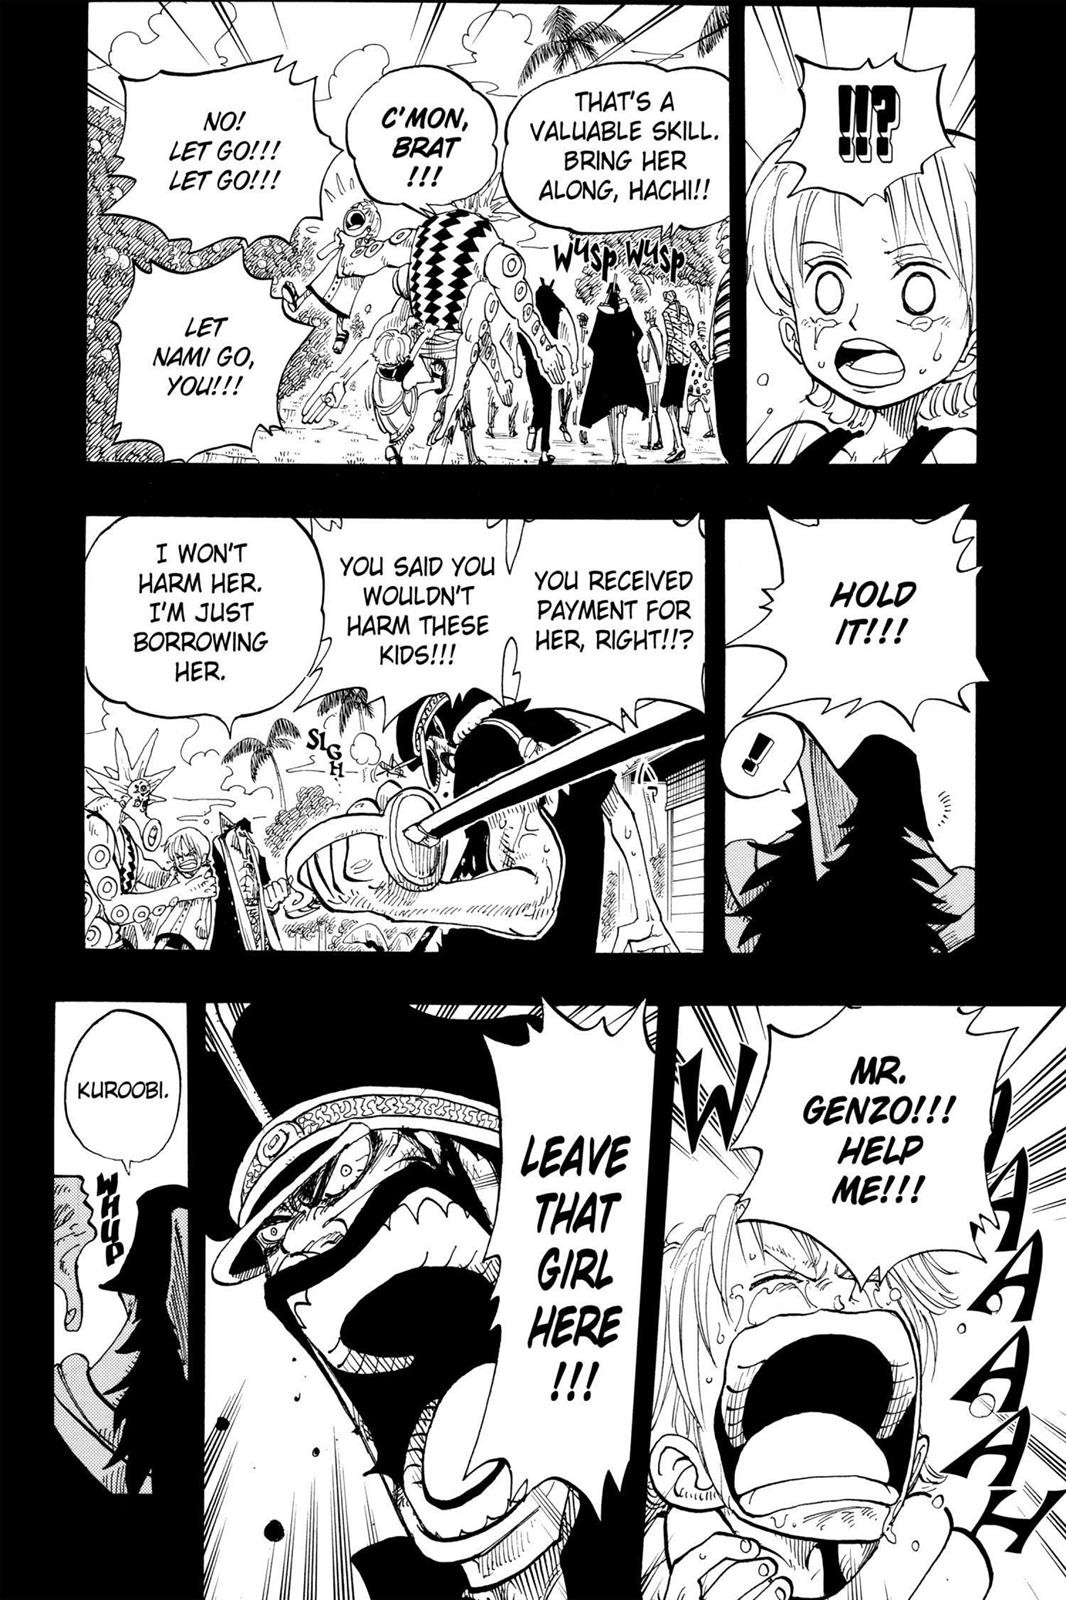 !!?
THAT'S A
VALUABLE SKILL.
BRING HER
ALONG, HACHI!!
C'MON,
BRAT
!!!
NO!
LET GO!!!
LET GO!!!
WUSP WUSP
LET
NAMI GO,
YOU!!!
HOLD
IT!!!
!
YOU RECEIVED
PAYMENT FOR
HER, RIGHT!!?
YOU SAID YOU
WOULDN'T
HARM THESE
KIDS!!!
I WON'T
HARM HER.
I'M JUST
BORROWING
HER.
SIGH
MR.
GENZO!!!
HELP
ME!!!
WAAAAAH
LEAVE
THAT
GIRL
HERE
!!!
KUROOBI.
WHUP